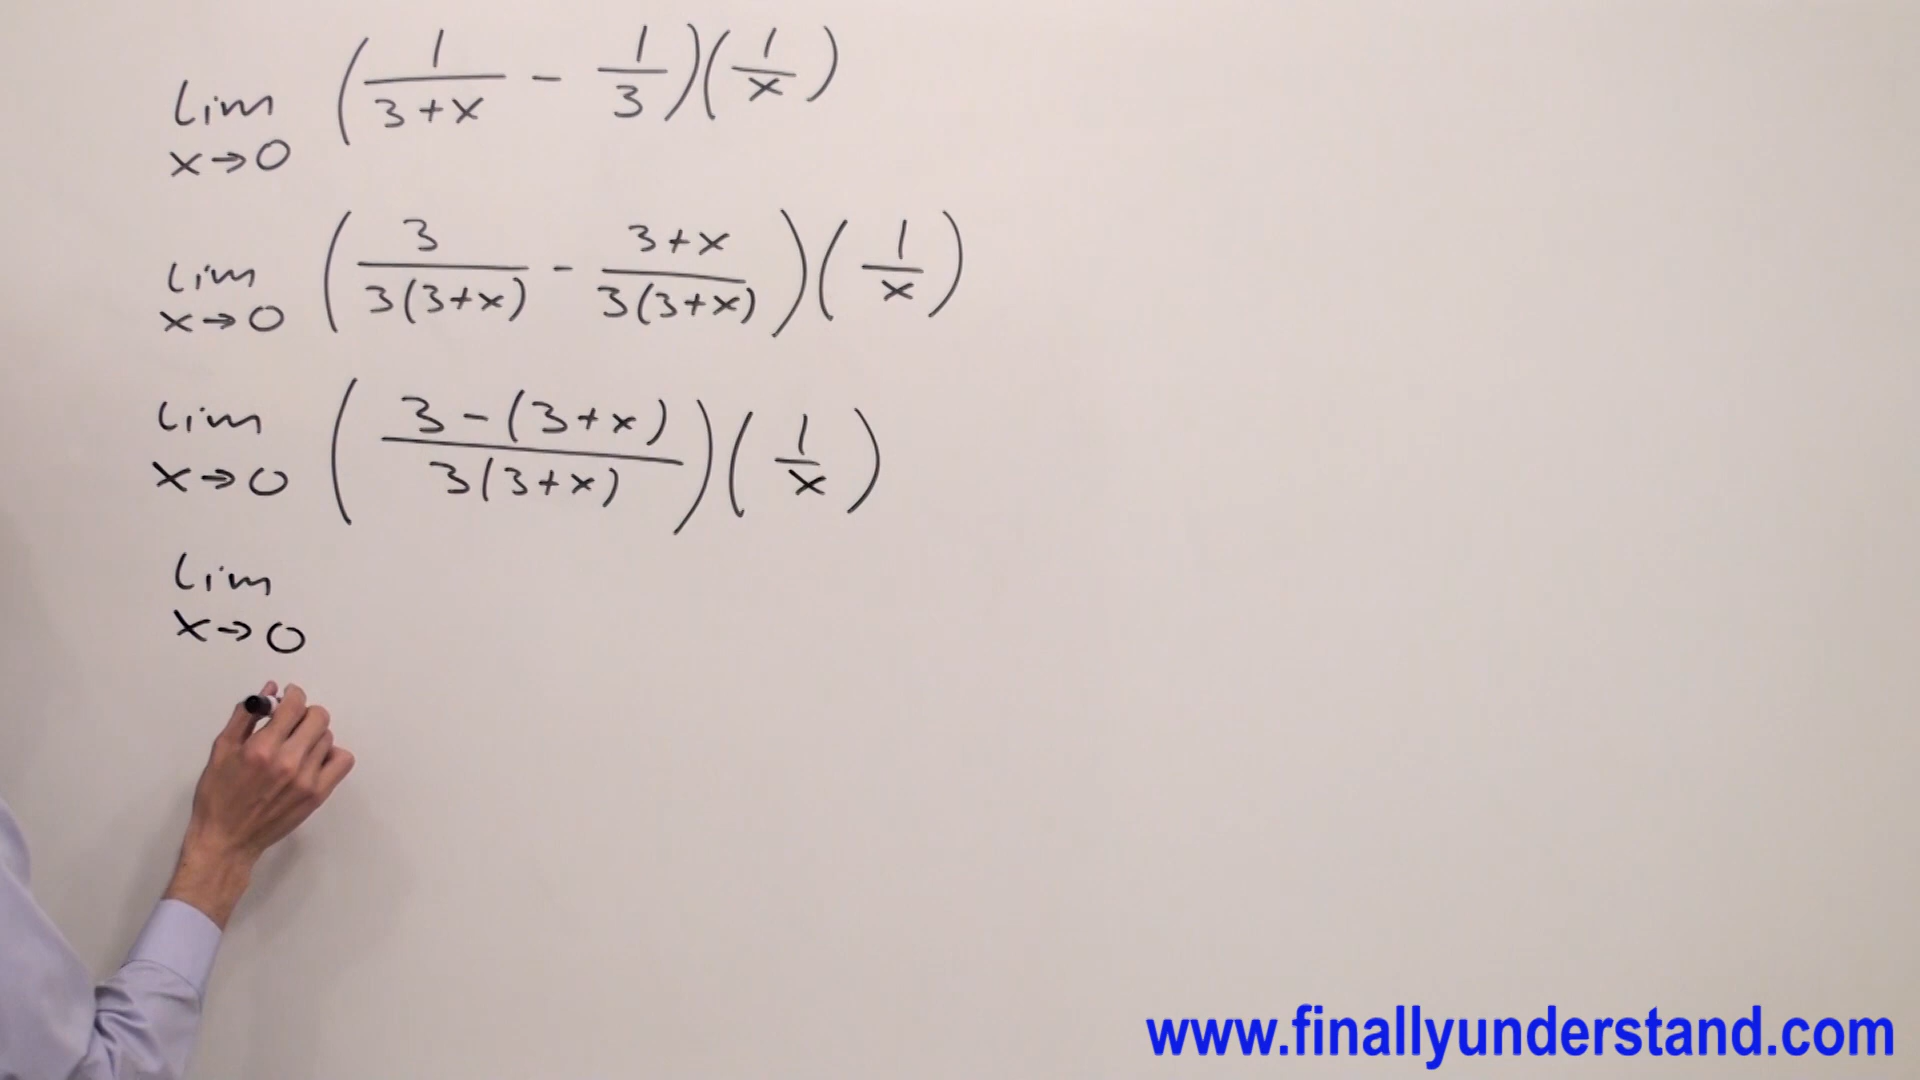 lim x→0 (1/(3+x) - 1/3)(1/x)
lim x→0 (3/(3(3+x)) - (3+x)/(3(3+x)))(1/x)
lim x→0 ((3-(3+x))/(3(3+x)))(1/x)
lim x→0
www.finallyunderstand.com